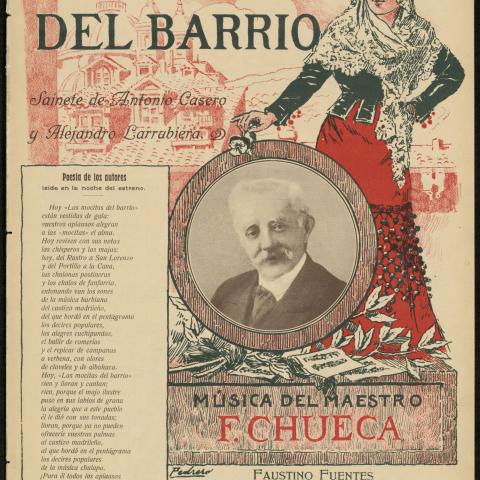 DEL BARRIO
Sainete de Antonio Casero
y Alejandro Larrubiera.
Poesía de los autores
leída en la noche del estreno.
Hoy «Las mocitas del barrio»
están vestidas de gala:
vuestros aplausos alegran
a las «mocitas» el alma.
Hoy reviven con sus notas
las chisperos y las majas;
hoy, del Rastro a San Lorenzo
y del Portillo a la Cava,
las chulonas postineras
y los chulos de fanfarria,
entonando van los sones
de la música barbiana
del castizo madrileño,
del que bordó en el pentágrama
los decires populares,
los alegres cuchipandas,
el bullir de romerías
y el repicar de campanas
a verbena, con olores
de claveles y de albahaca.
Hoy, «Las mocitas del barrio»
rien y lloran y cantan;
rien, porque el majo ilustre
puso en sus labios de grana
la alegría que a este pueblo
él le dió con sus tonadas;
lloran, porque ya no pueden
ofrecerle vuestras palmas
al castizo madrileño,
al que bordó en el pentágrama
los decires populares
de la música chulapa.
¡Para él todos los aplausos
MÚSICA DEL MAESTRO
F. CHUECA
Pedrero
FAUSTINO FUENTES